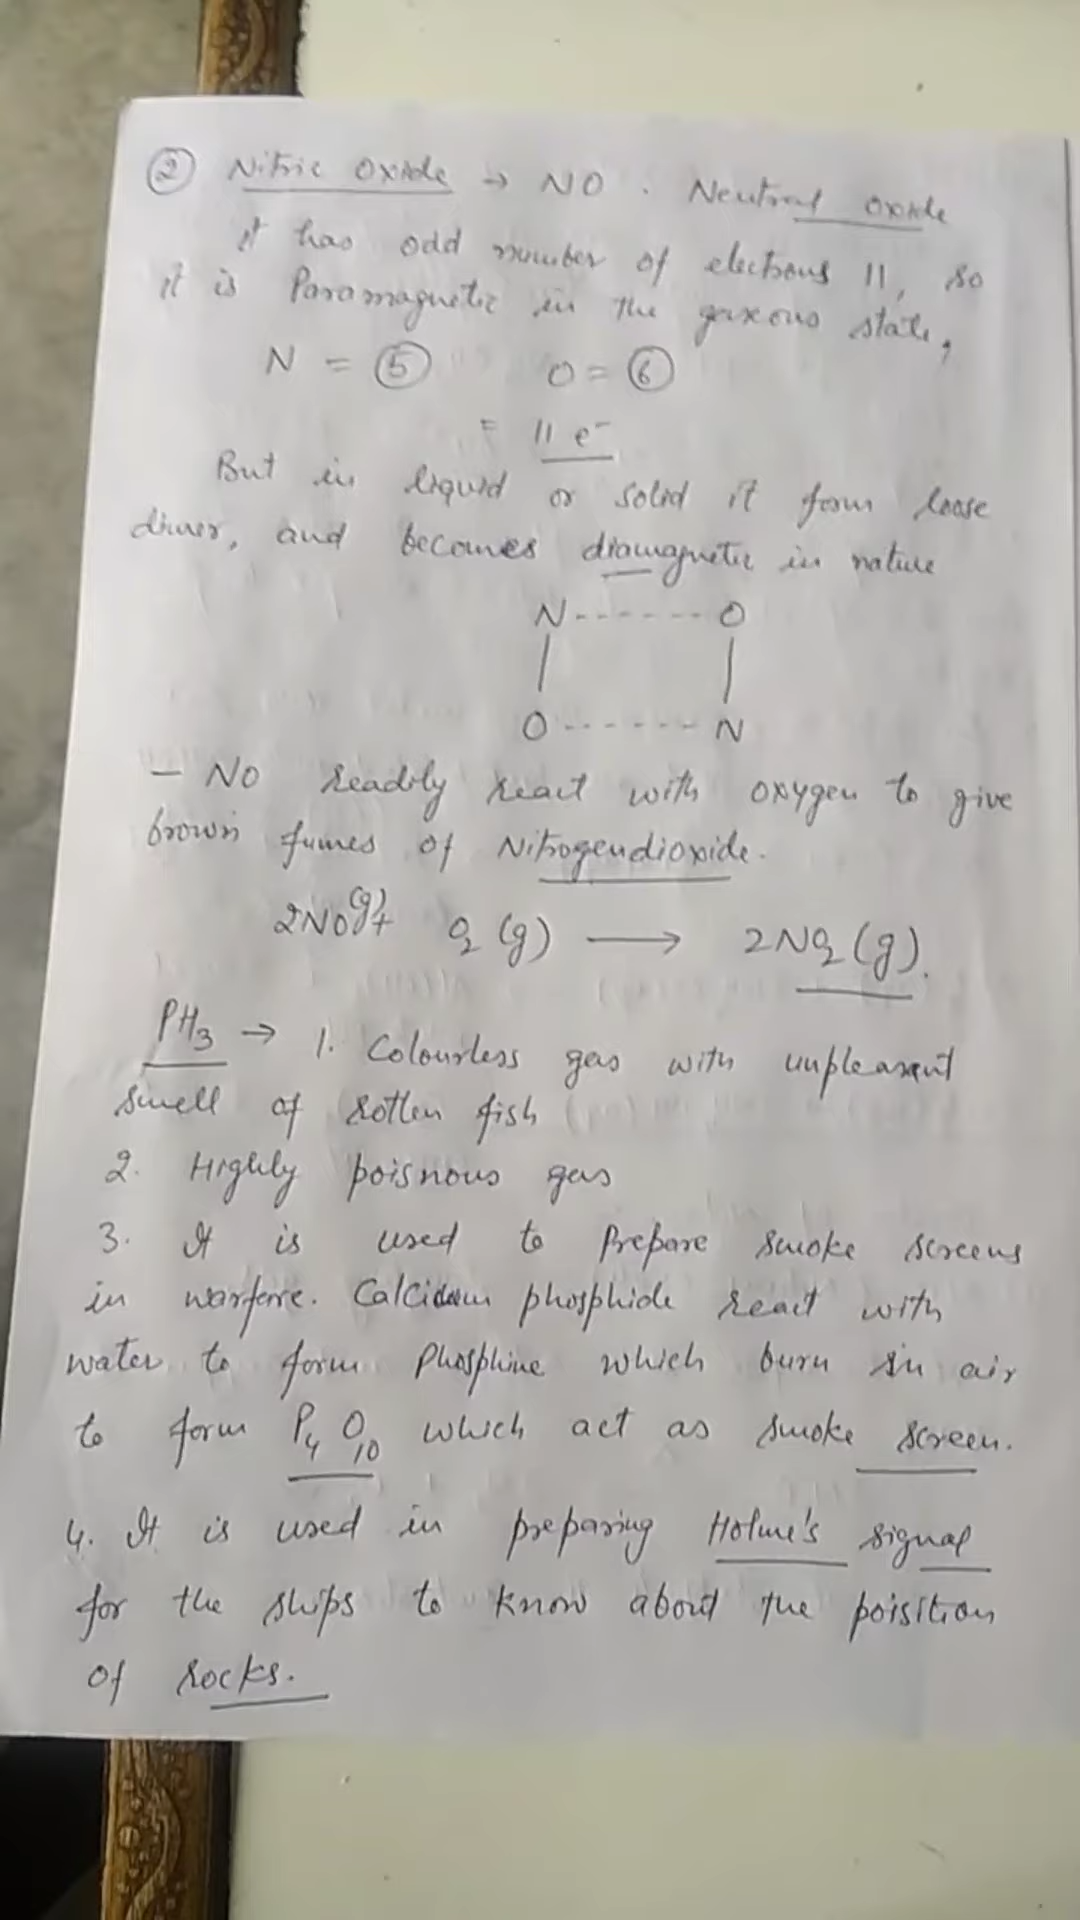 ② Nitric Oxide → NO . Neutral oxide
it has odd number of electrons 11, so
it is Paramagnetic in the gaseous state,
N = ⑤ O = ⑥
= 11 e⁻
But in liquid or solid it form loose
dimer, and becomes diamagnetic in nature
N ------ O
| |
O ------ N
– NO readily react with oxygen to give
brown fumes of Nitrogendioxide.
2NO(g) + O₂ (g) → 2NO₂ (g).
PH₃ → 1. Colourless gas with unpleasent
smell of rotten fish
2. Highly poisnous gas
3. It is used to Prepare smoke screens
in warfere. Calcium phosphide react with
water to form Phosphine which burn in air
to form P₄O₁₀ which act as smoke screen.
4. It is used in preparing Holme's signal
for the ships to know about the poisition
of rocks.